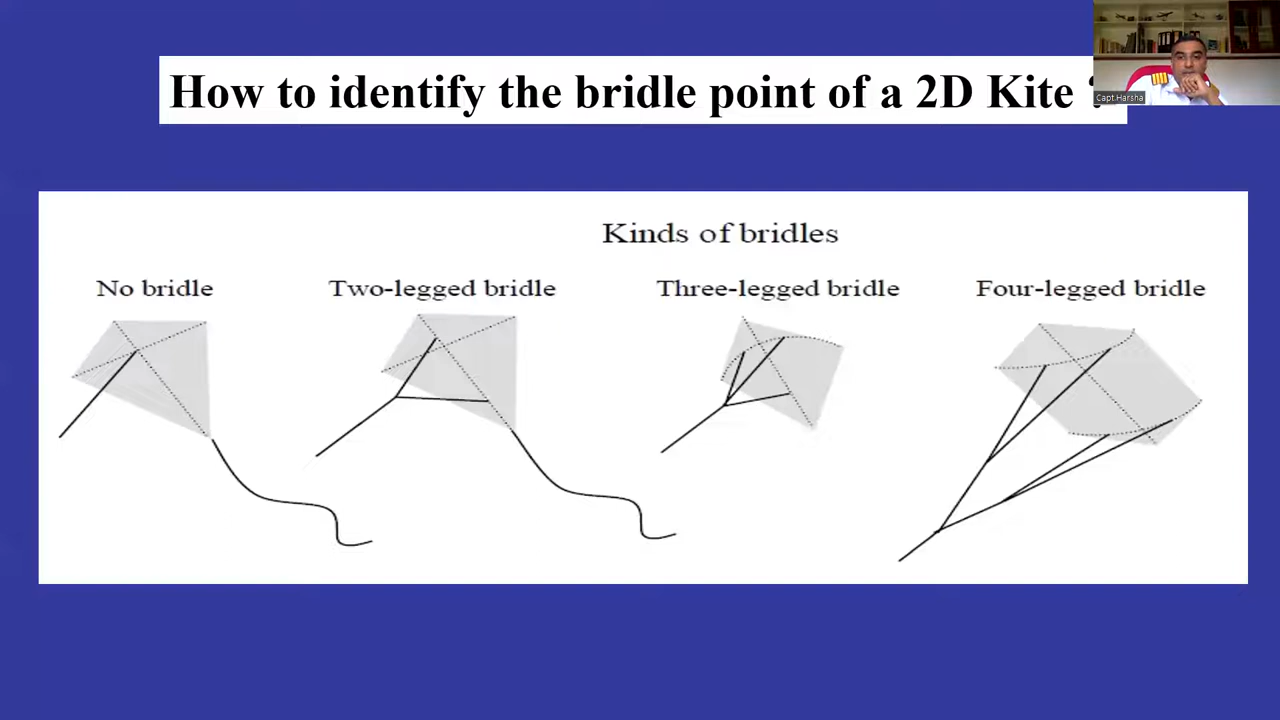 How to identify the bridle point of a 2D Kite ?
Capt.Harsha
Kinds of bridles
No bridle
Two-legged bridle
Three-legged bridle
Four-legged bridle